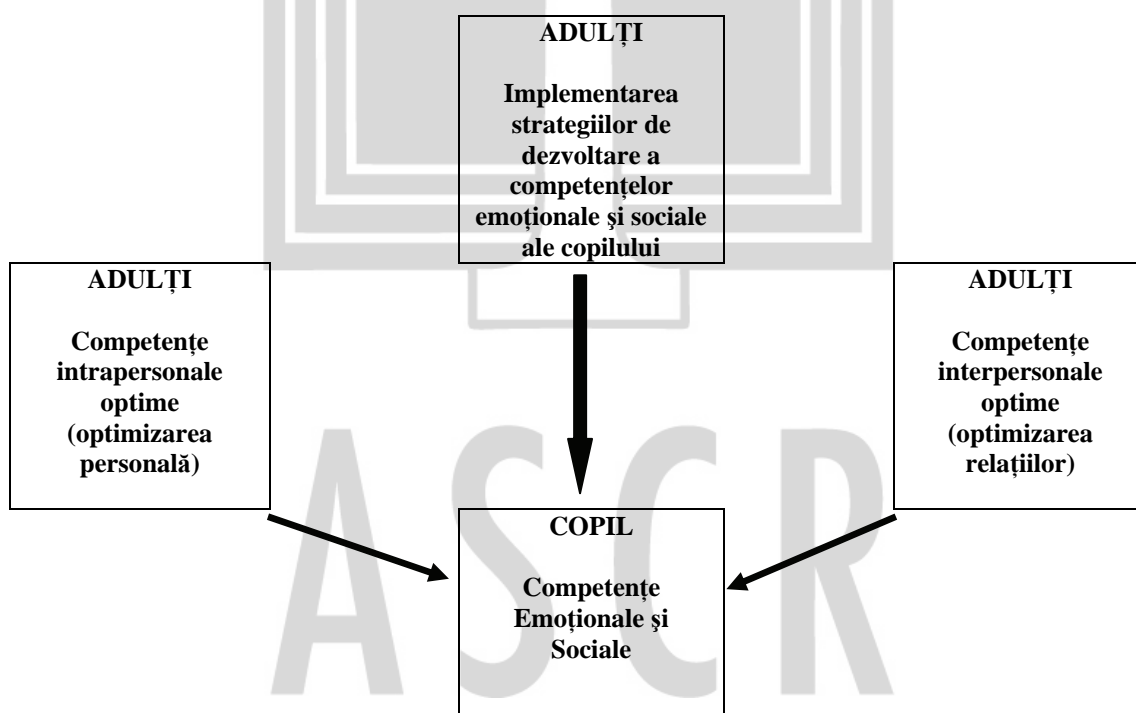 ADULȚI
Implementarea
strategiilor de
dezvoltare a
competențelor
emoționale şi sociale
ale copilului
ADULȚI
Competențe
intrapersonale
optime
(optimizarea
personală)
ADULȚI
Competențe
interpersonale
optime
(optimizarea
relațiilor)
COPIL
Competențe
Emoționale şi
Sociale
ASCR